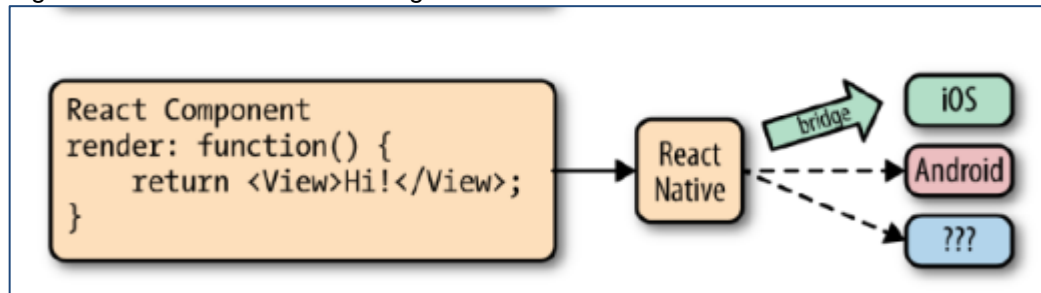 React Component
render: function() {
    return <View>Hi!</View>;
}
React
Native
bridge
iOS
Android
???